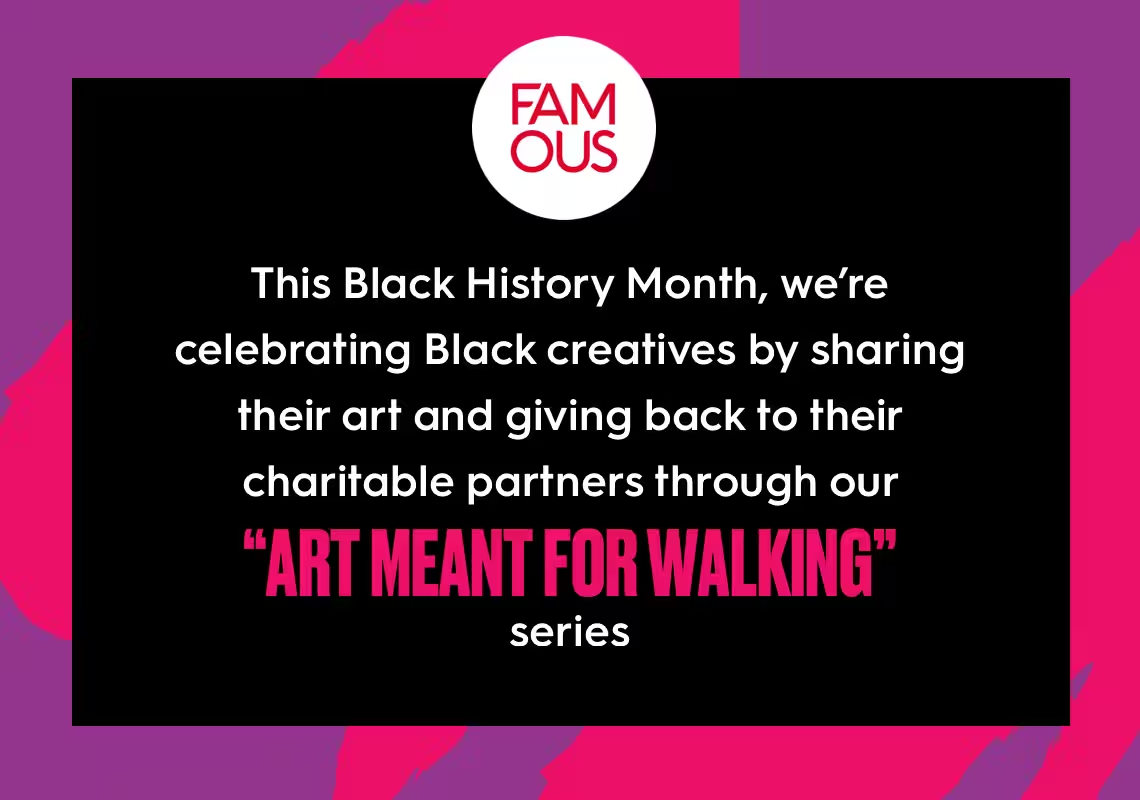 FAM
OUS
This Black History Month, we’re
celebrating Black creatives by sharing
their art and giving back to their
charitable partners through our
“ART MEANT FOR WALKING”
series